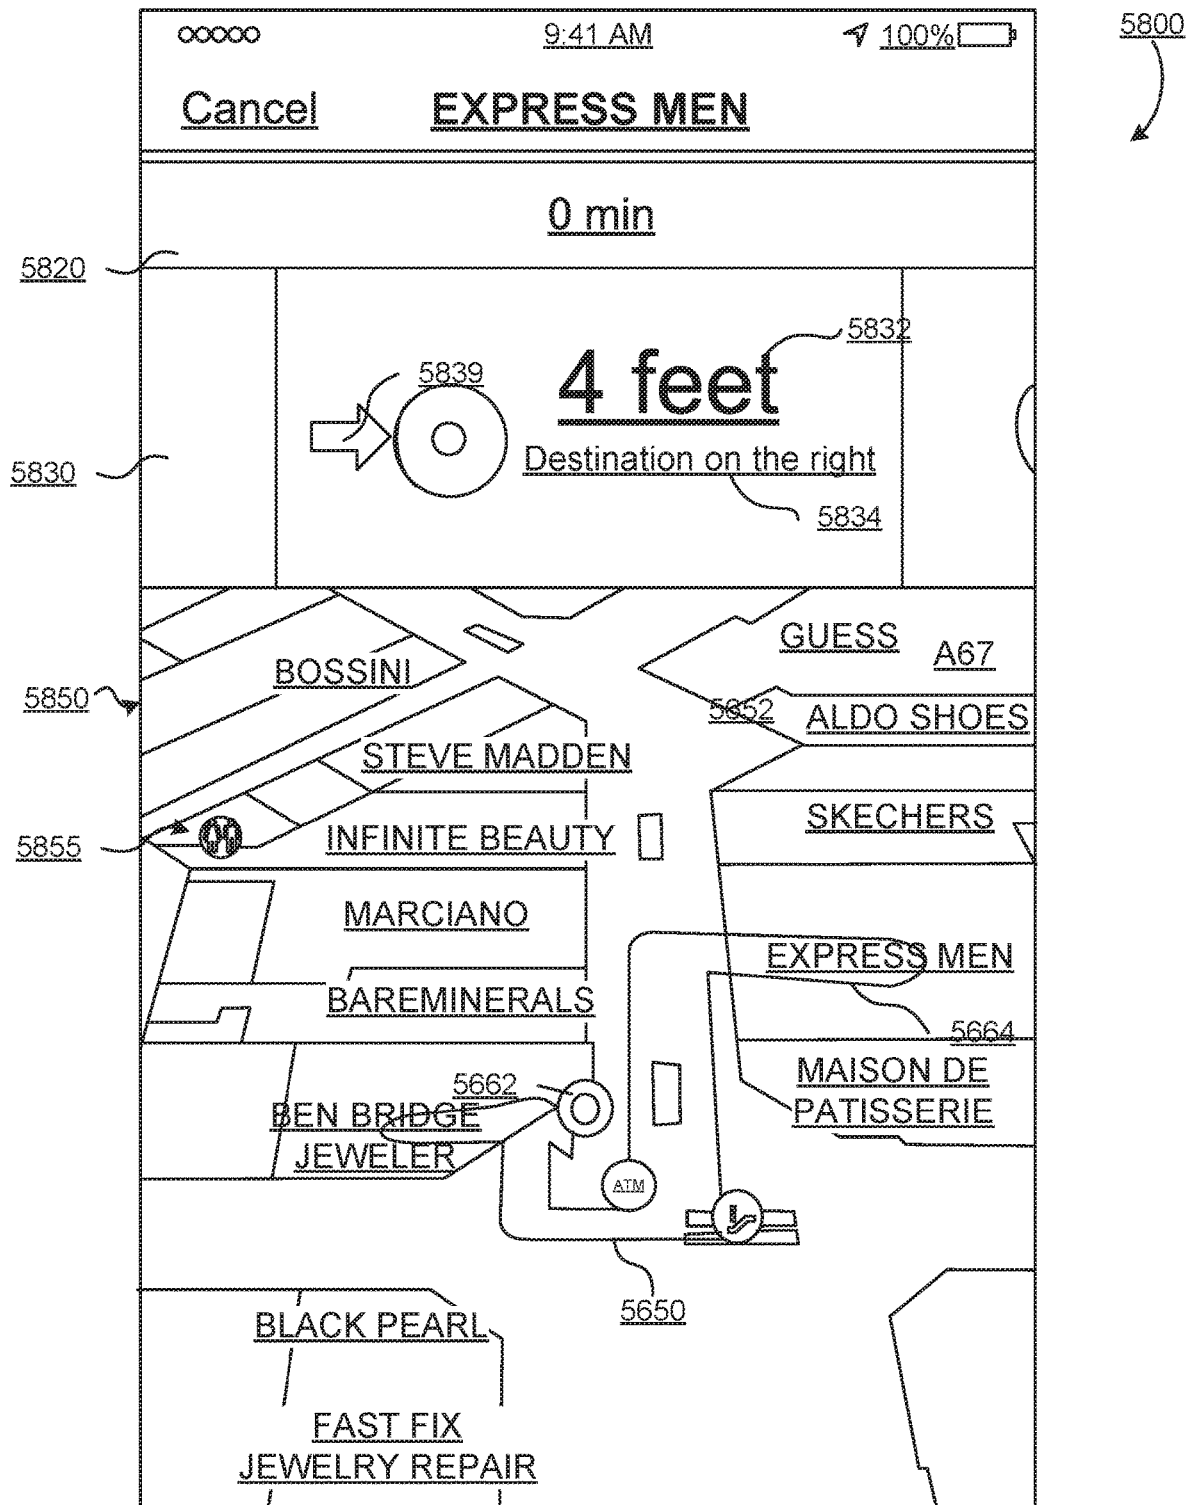 5800
9:41 AM 100%
Cancel EXPRESS MEN
0 min
5820
5832
4 feet
5839
Destination on the right
5830
5834
GUESS
A67
BOSSINI
5850
5652
ALDO SHOES
STEVE MADDEN
SKECHERS
INFINITE BEAUTY
5855
MARCIANO
EXPRESS MEN
BAREMINERALS
5664
MAISON DE
PATISSERIE
5662
BEN BRIDGE
JEWELER
ATM
5650
BLACK PEARL
FAST FIX
JEWELRY REPAIR